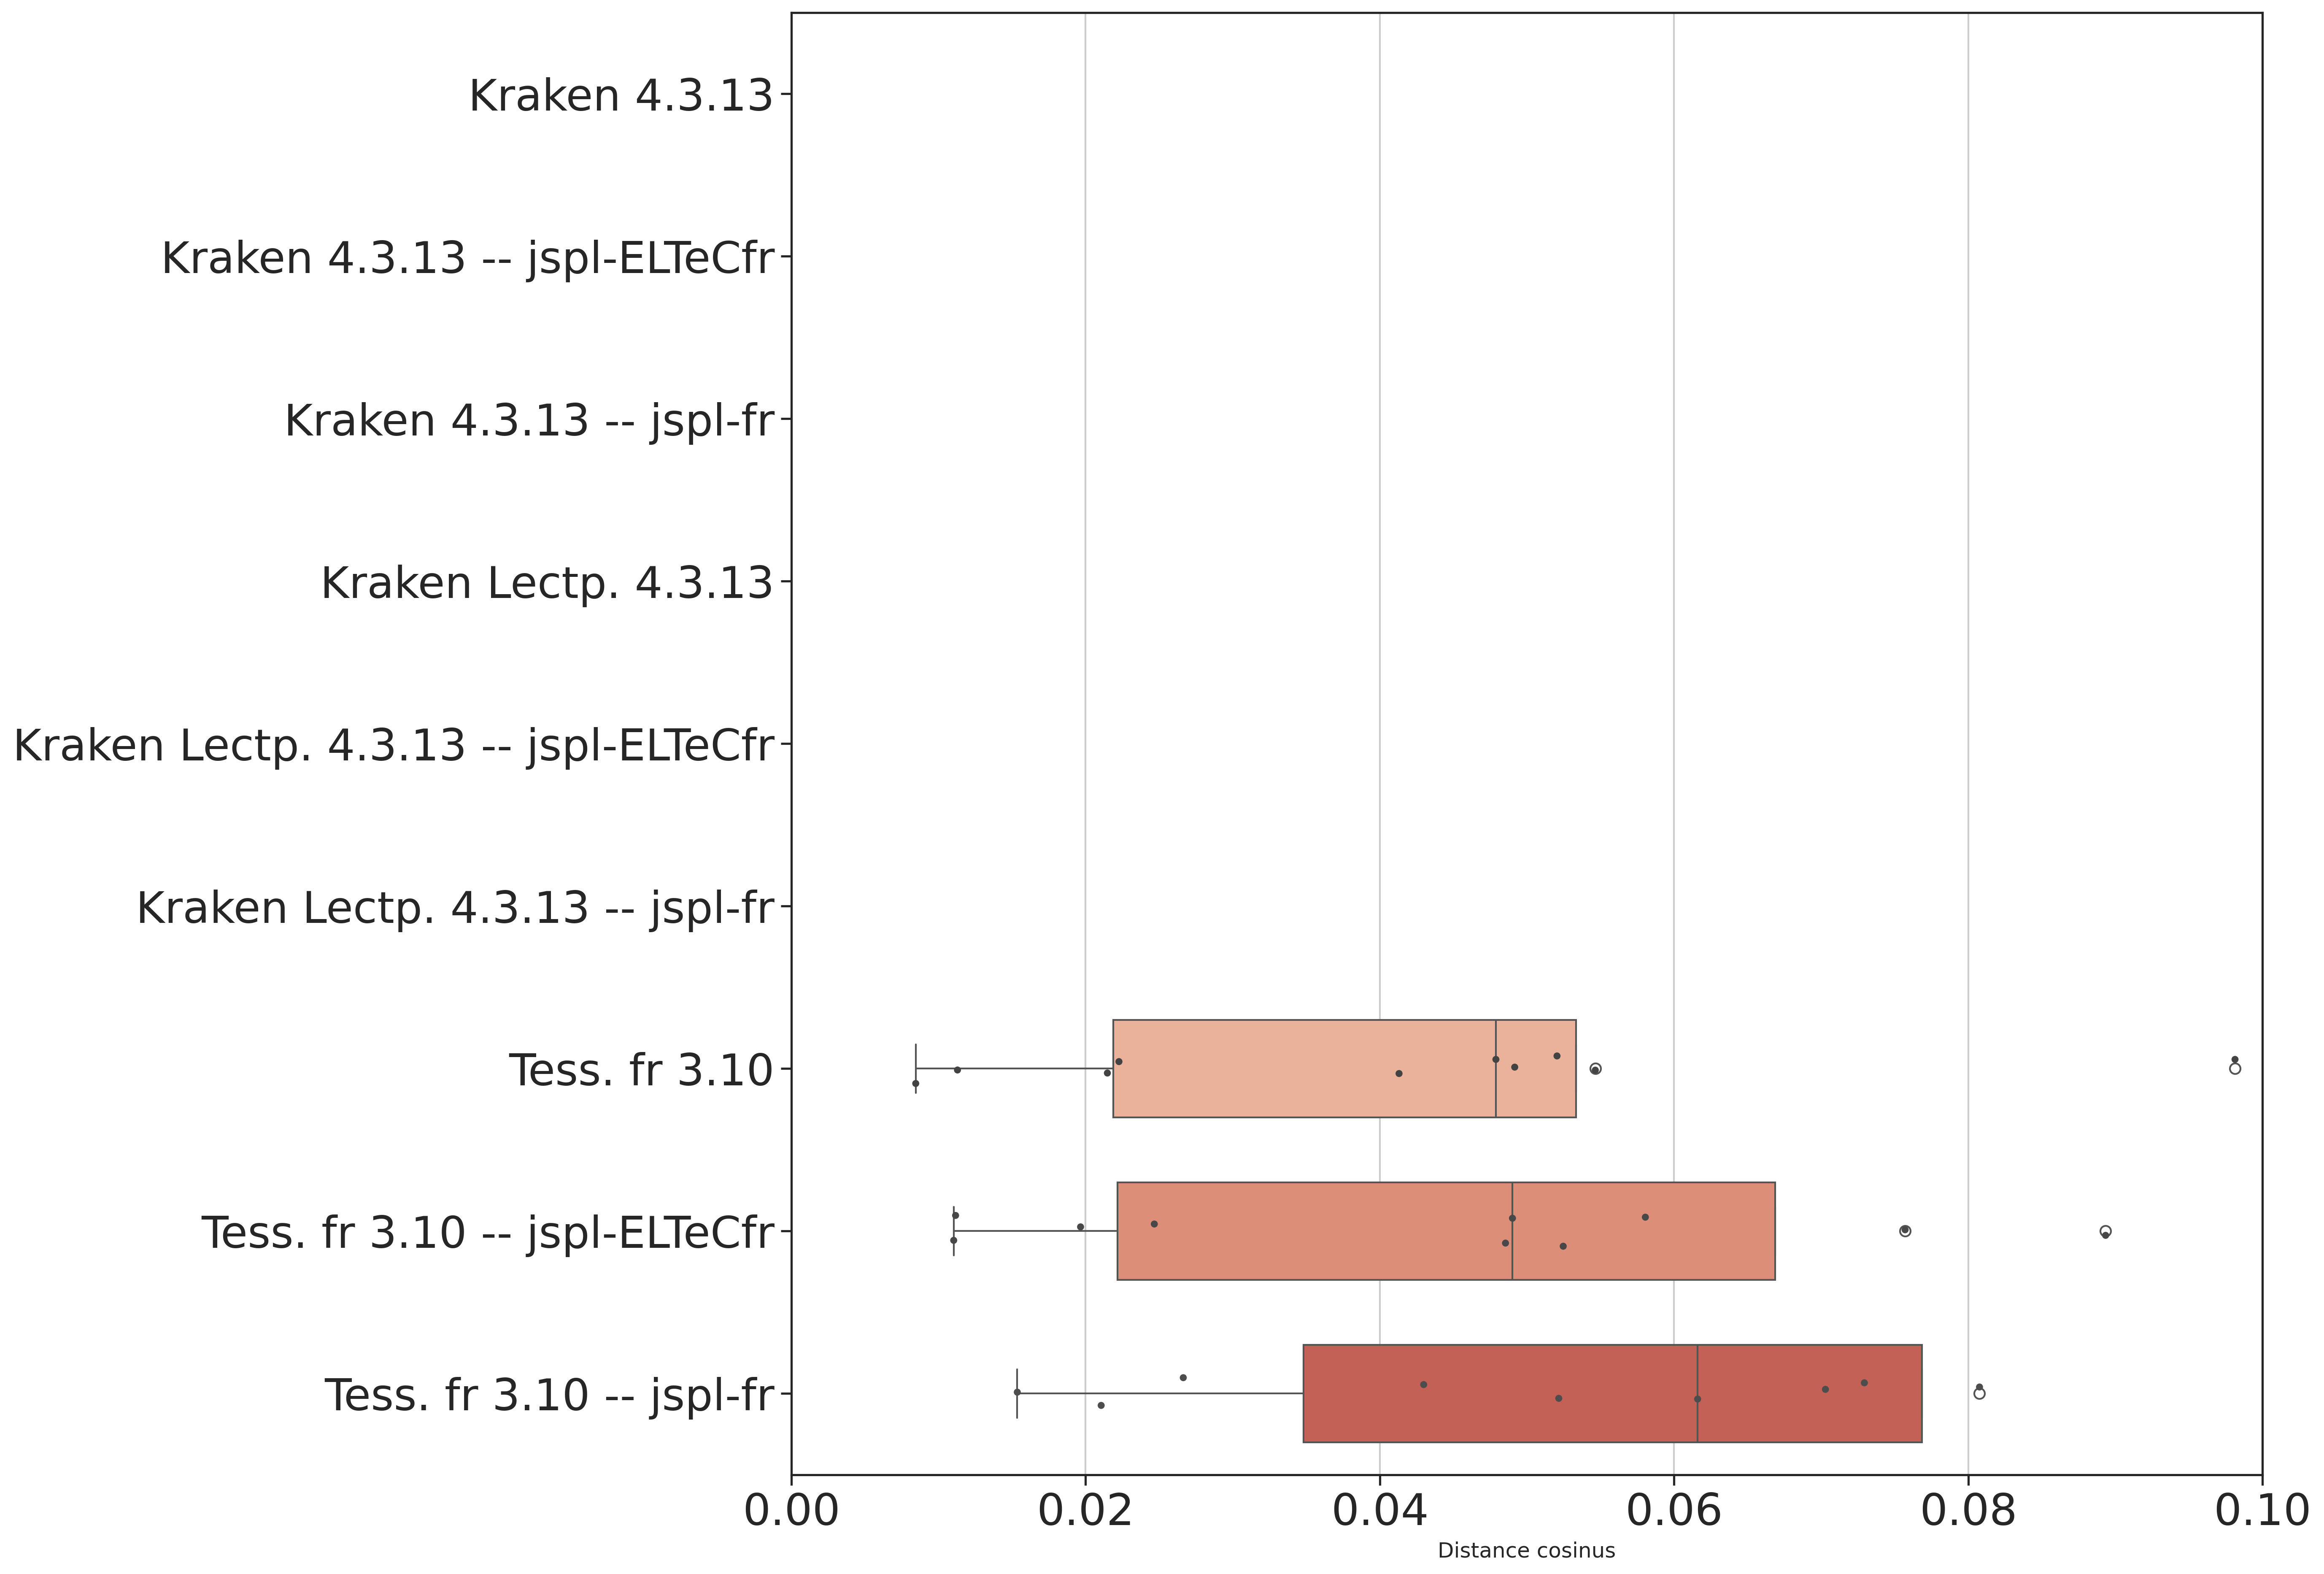 Kraken 4.3.13
Kraken 4.3.13 -- jspl-ELTeCfr
Kraken 4.3.13 -- jspl-fr
Kraken Lectp. 4.3.13
Kraken Lectp. 4.3.13 -- jspl-ELTeCfr
Kraken Lectp. 4.3.13 -- jspl-fr
Tess. fr 3.10
Tess. fr 3.10 -- jspl-ELTeCfr
Tess. fr 3.10 -- jspl-fr
0.00 0.02 0.04 0.06 0.08 0.10
Distance cosinus